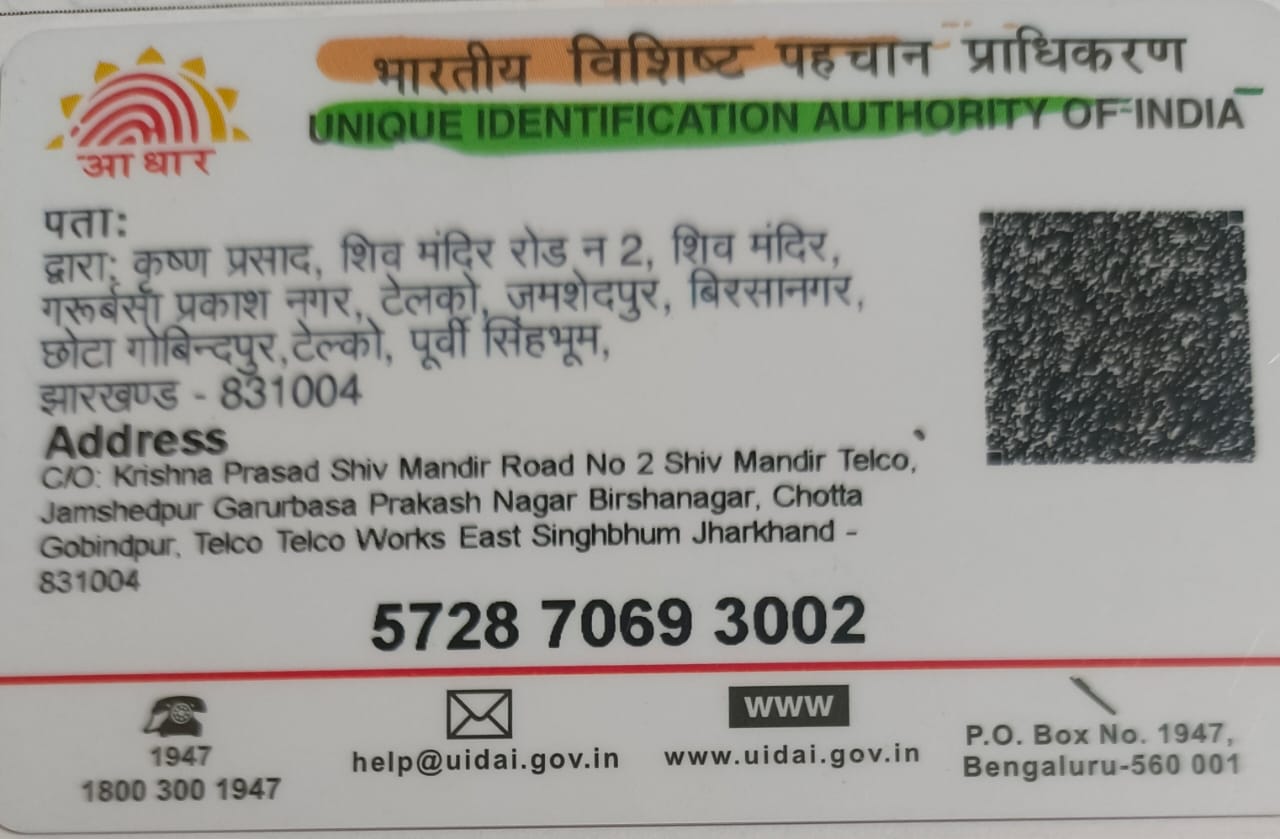 भारतीय विशिष्ट पहचान प्राधिकरण
UNIQUE IDENTIFICATION AUTHORITY OF INDIA
आधार
पता:
द्वारा: कृष्ण प्रसाद, शिव मंदिर रोड न 2, शिव मंदिर,
गरूबेसा प्रकाश नगर, टेलको, जमशेदपुर, बिरसानगर,
छोटा गोबिन्दपुर,टेल्को, पूर्वी सिंहभूम,
झारखण्ड - 831004
Address
C/O: Krishna Prasad Shiv Mandir Road No 2 Shiv Mandir Telco,
Jamshedpur Garurbasa Prakash Nagar Birshanagar, Chotta
Gobindpur, Telco Telco Works East Singhbhum Jharkhand -
831004
5728 7069 3002
1947
1800 300 1947
help@uidai.gov.in
www
www.uidai.gov.in
P.O. Box No. 1947,
Bengaluru-560 001